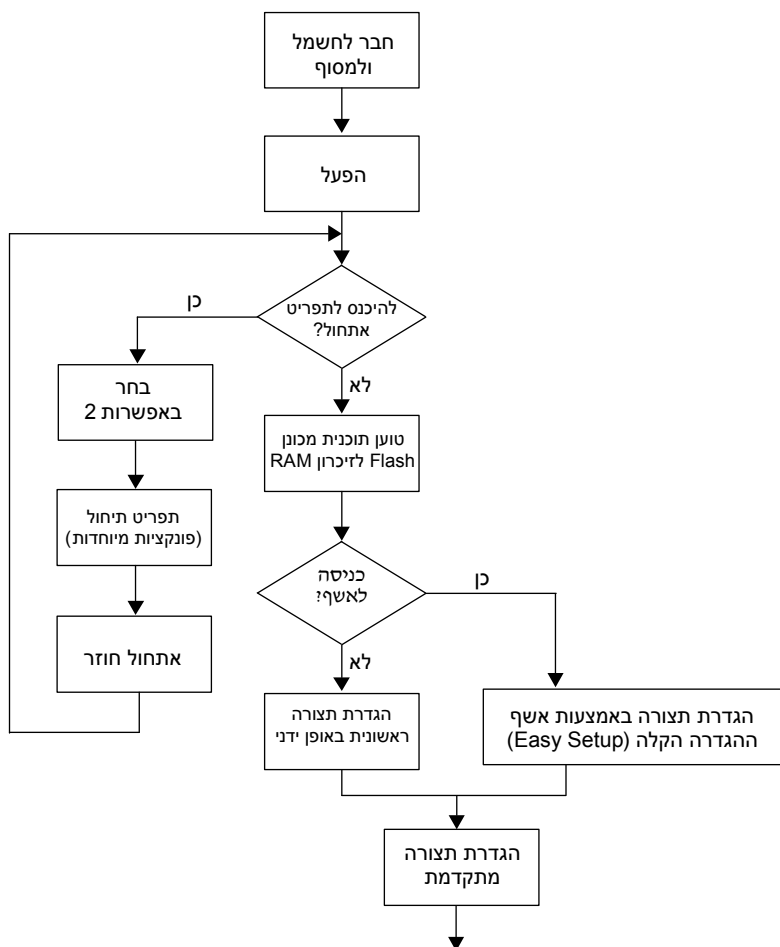 חבר לחשמל
ולמסוף
הפעל
להיכנס לתפריט
אתחול?
כן
לא
בחר
באפשרות 2
טוען תוכנית מכונן
Flash לזיכרון RAM
תפריט תיחול
(פונקציות מיוחדות)
כניסה
לאשף?
כן
לא
אתחול חוזר
הגדרת תצורה
ראשונית באופן ידני
הגדרת תצורה באמצעות אשף
ההגדרה הקלה (Easy Setup)
הגדרת תצורה
מתקדמת